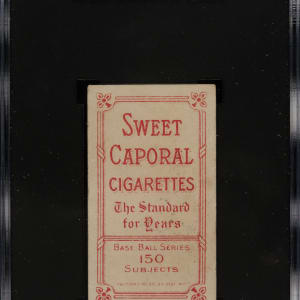 SWEET
CAPORAL
CIGARETTES
The Standard
for Years
BASE BALL SERIES
150
SUBJECTS